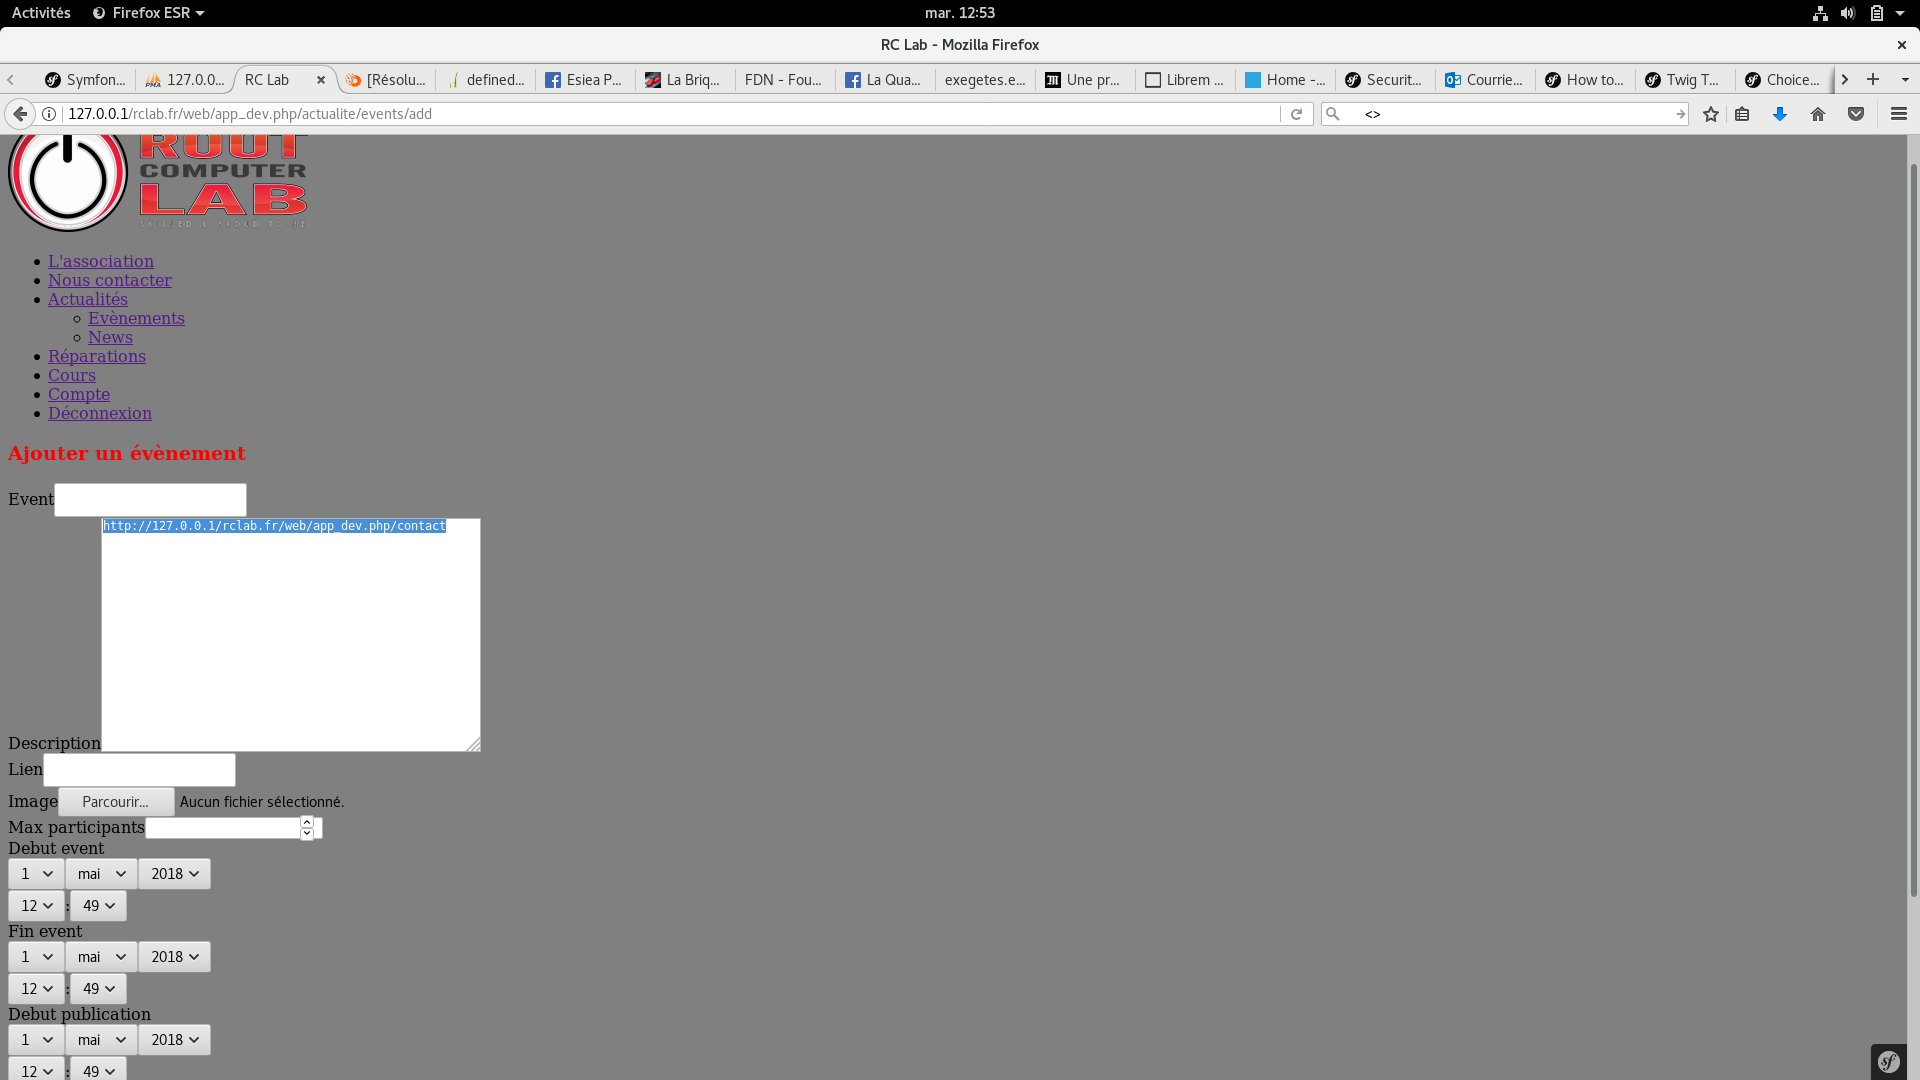 Activités Firefox ESR mar. 12:53
RC Lab - Mozilla Firefox
Symfon... 127.0.0... RC Lab [Résolu... defined... Esiea P... La Briq... FDN - Fou... La Qua... exegetes.e... Une pr... Librem ... Home -... Securit... Courrie... How to... Twig T... Choice...
127.0.0.1/rclab.fr/web/app_dev.php/actualite/events/add <>
ROOT
COMPUTER
LAB
SKILLED & PROUD TO BE
L'association
Nous contacter
Actualités
Evènements
News
Réparations
Cours
Compte
Déconnexion
Ajouter un évènement
Event
http://127.0.0.1/rclab.fr/web/app_dev.php/contact
Description
Lien
Image Parcourir... Aucun fichier sélectionné.
Max participants
Debut event
1 mai 2018
12 : 49
Fin event
1 mai 2018
12 : 49
Debut publication
1 mai 2018
12 : 49